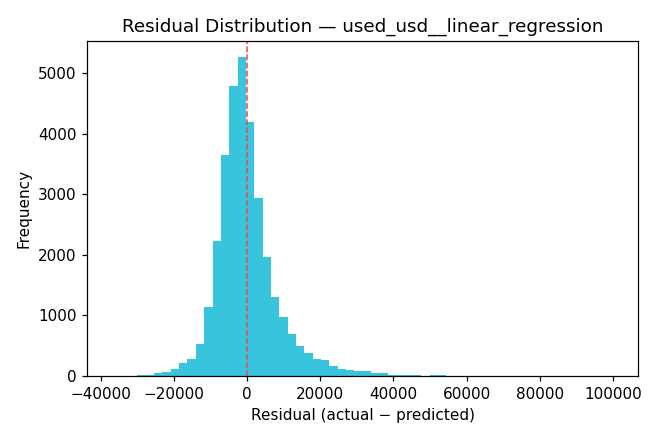 Residual Distribution — used_usd__linear_regression
Frequency
5000
4000
3000
2000
1000
0
−40000 −20000 0 20000 40000 60000 80000 100000
Residual (actual − predicted)